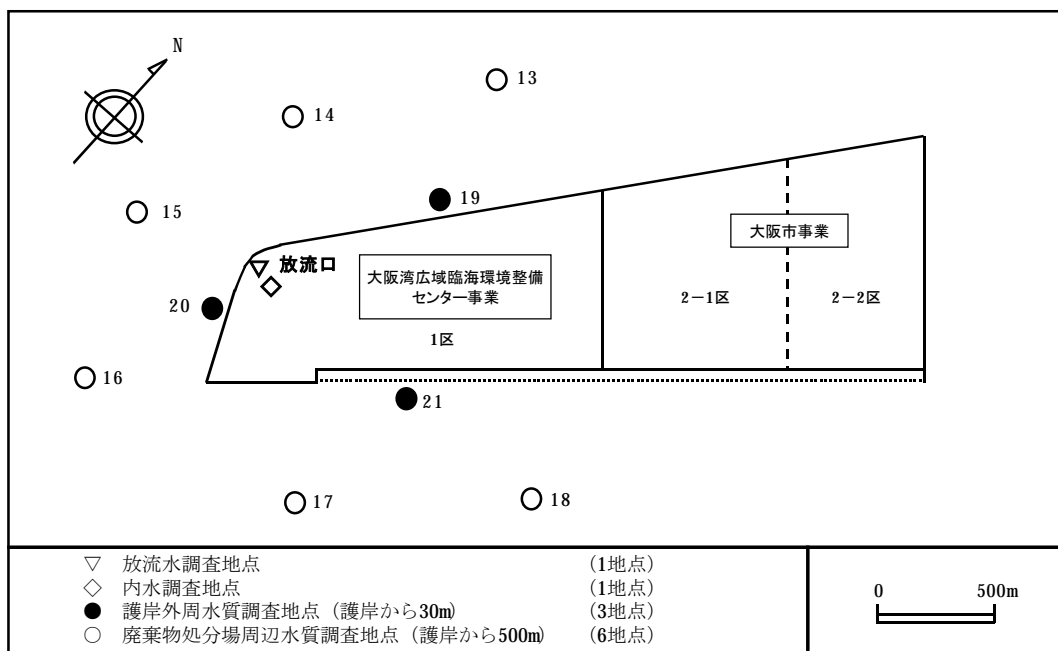 N
13
14
15
19
放流口
大阪湾広域臨海環境整備
センター事業
1区
大阪市事業
2－1区
2－2区
20
16
21
17
18
▽ 放流水調査地点 (1地点)
◇ 内水調査地点 (1地点)
● 護岸外周水質調査地点（護岸から30m) (3地点)
○ 廃棄物処分場周辺水質調査地点（護岸から500m) (6地点)
0 500m